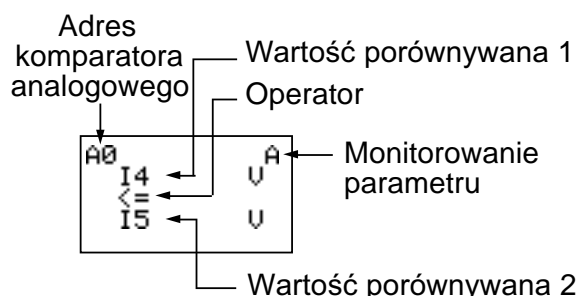 Adres
komparatora
analogowego
Wartość porównywana 1
Operator
A0 A
I4 V
<=
I5 V
Monitorowanie
parametru
Wartość porównywana 2